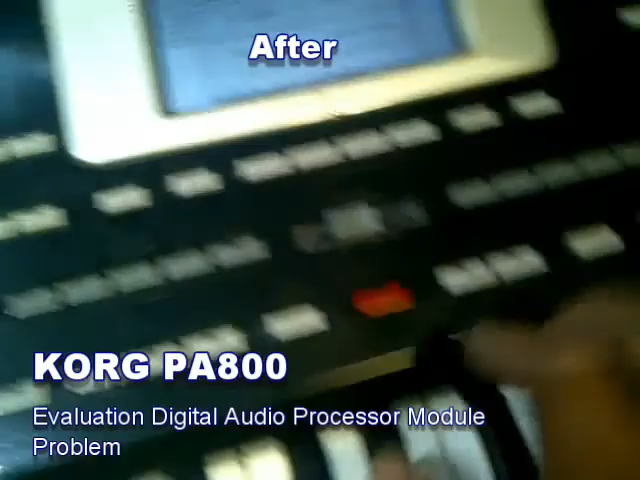 After
KORG PA800
Evaluation Digital Audio Processor Module
Problem